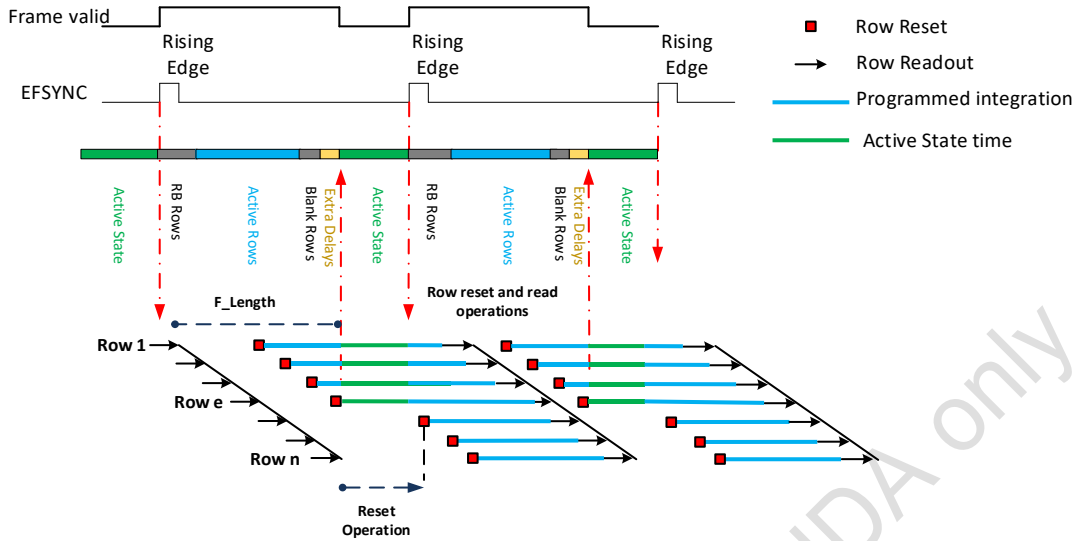 Frame valid
Rising
Edge
Rising
Edge
Rising
Edge
EFSYNC
Row Reset
Row Readout
Programmed integration
Active State time
Active State
RB Rows
Active Rows
Blank Rows
Extra Delays
Active State
RB Rows
Active Rows
Blank Rows
Extra Delays
Active State
F_Length
Row reset and read
operations
Row 1
Row e
Row n
Reset
Operation
NDA only